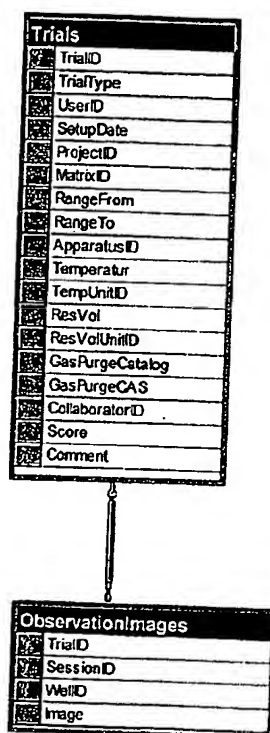 Trials
TrialID
TrialType
UserID
SetupDate
ProjectID
MatrixID
RangeFrom
RangeTo
ApparatusID
Temperatur
TempUnitID
ResVol
ResVolUnitID
GasPurgeCatalog
GasPurgeCAS
CollaboratorID
Score
Comment
ObservationImages
TrialID
SessionID
WellID
Image